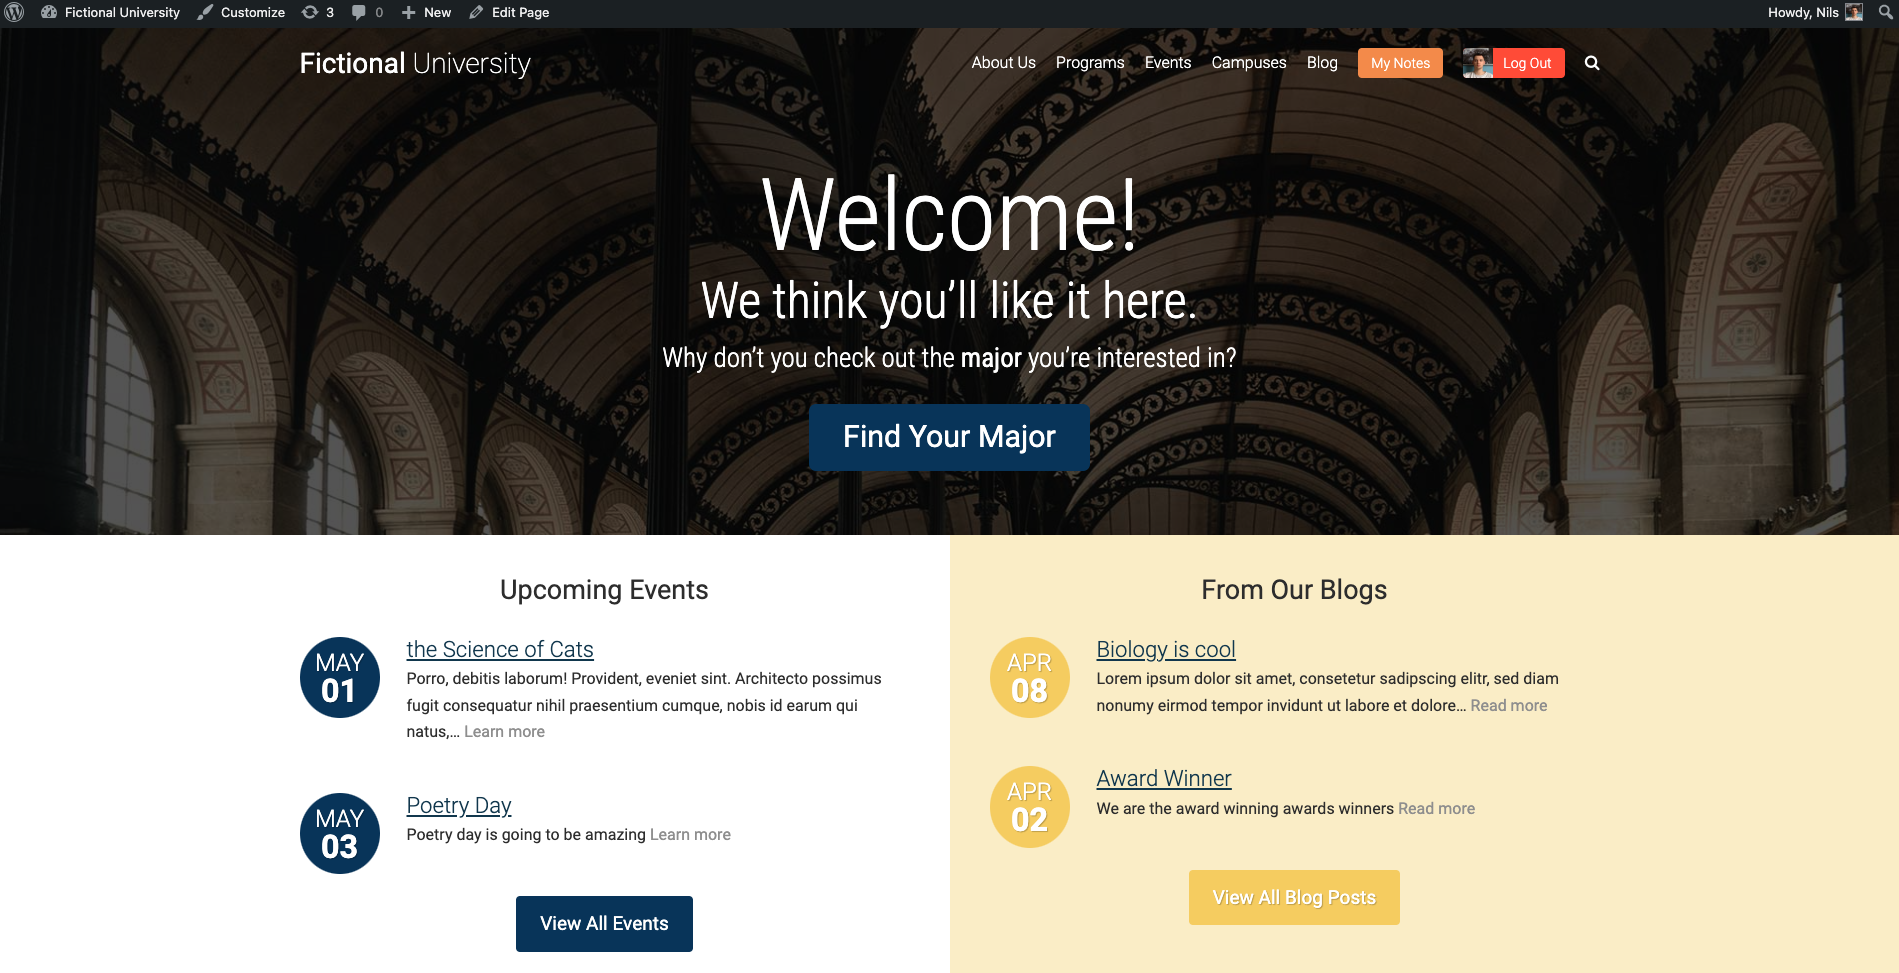 Fictional University Customize 3 0 New Edit Page Howdy, Nils
Fictional University About Us Programs Events Campuses Blog My Notes Log Out
Welcome!
We think you’ll like it here.
Why don’t you check out the major you’re interested in?
Find Your Major
Upcoming Events
MAY
01
the Science of Cats
Porro, debitis laborum! Provident, eveniet sint. Architecto possimus
fugit consequatur nihil praesentium cumque, nobis id earum qui
natus,… Learn more
MAY
03
Poetry Day
Poetry day is going to be amazing Learn more
View All Events
From Our Blogs
APR
08
Biology is cool
Lorem ipsum dolor sit amet, consetetur sadipscing elitr, sed diam
nonumy eirmod tempor invidunt ut labore et dolore… Read more
APR
02
Award Winner
We are the award winning awards winners Read more
View All Blog Posts